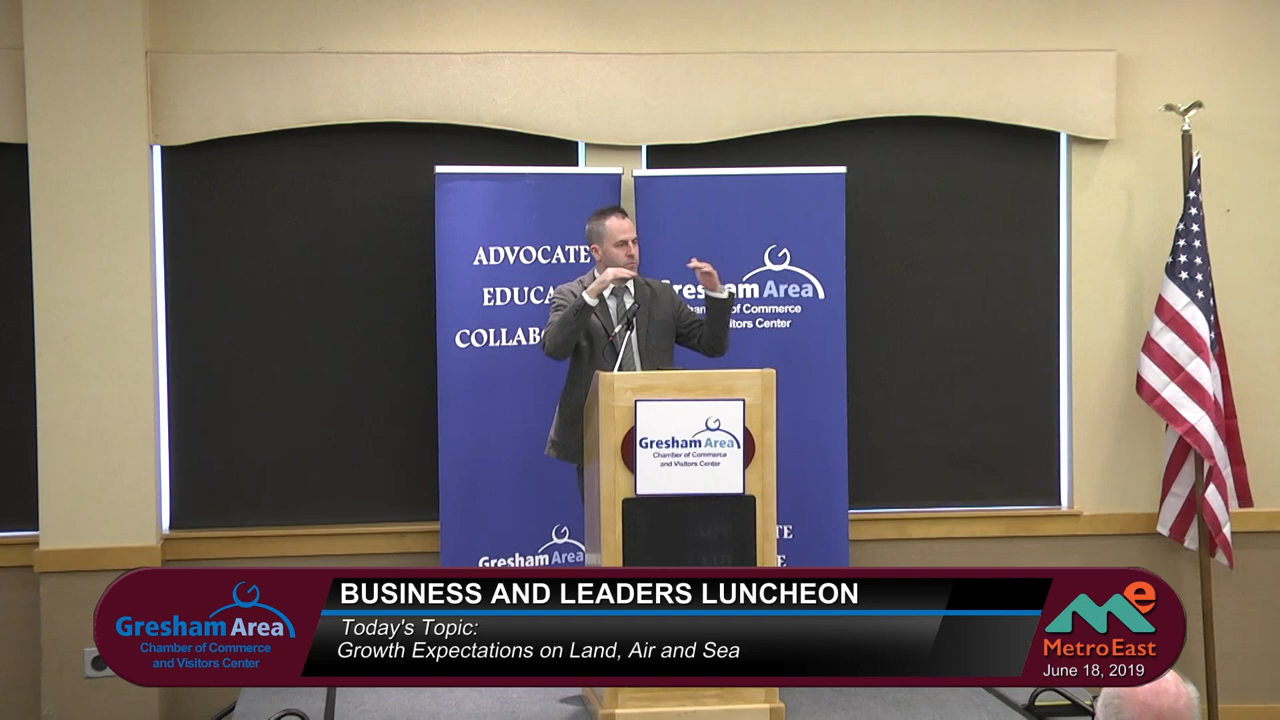 ADVOCATE
EDUCA
COLLAB
Gresham Area
of Commerce
Visitors Center
Gresham Area
Chamber of Commerce
and Visitors Center
Gresham Area
Gresham Area
Chamber of Commerce
and Visitors Center
BUSINESS AND LEADERS LUNCHEON
Today's Topic:
Growth Expectations on Land, Air and Sea
Me
MetroEast
June 18, 2019